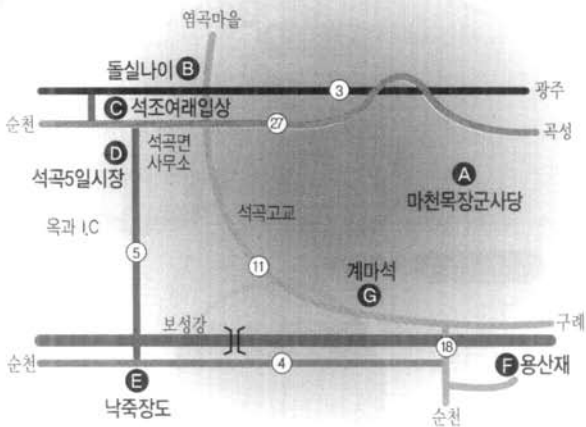 염곡마을
돌실나이 B
3
광주
C 석조여래입상
순천
27
곡성
D
석곡면
사무소
석곡5일시장
A
마천목장군사당
석곡고교
옥과 I.C
5
11
계마석
G
보성강
구례
18
순천
4
F 용산재
E
낙죽장도
순천